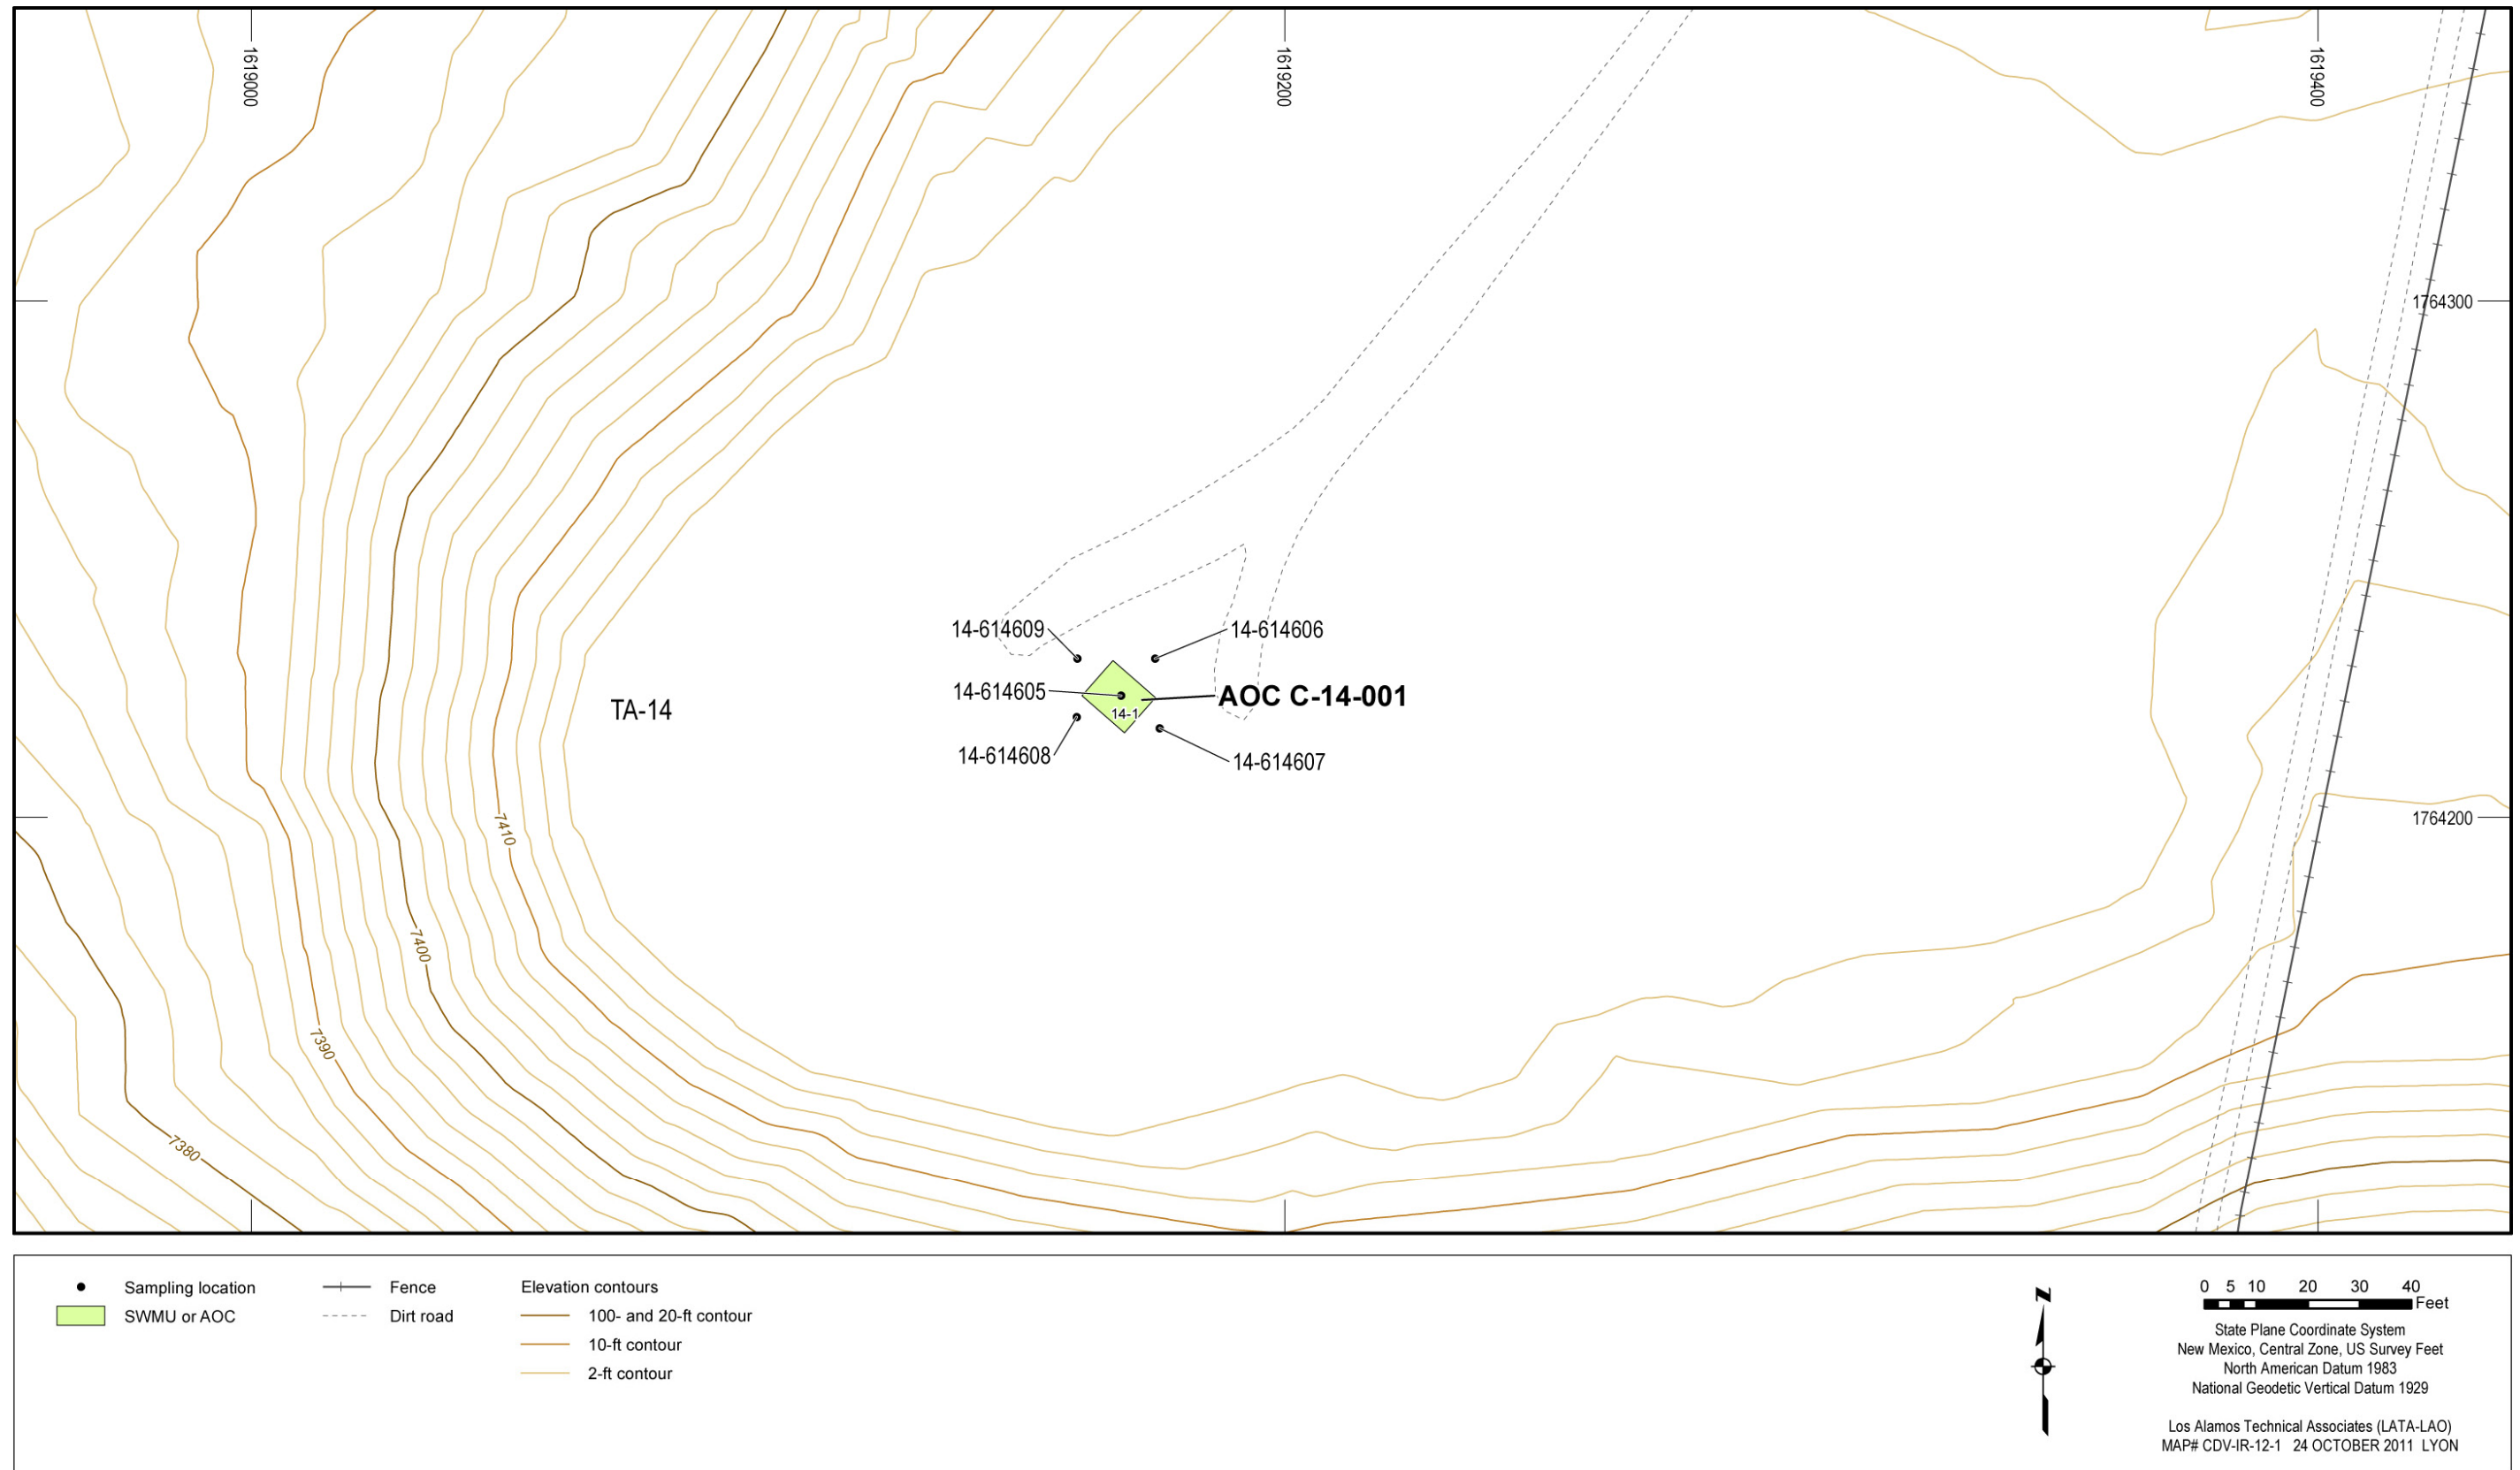 1619000
1619200
1619400
1764300
14-614609
14-614606
14-614605
AOC C-14-001
14-1
TA-14
14-614608
14-614607
1764200
7410
7400
7390
7380
Sampling location
SWMU or AOC
Fence
Dirt road
Elevation contours
100- and 20-ft contour
10-ft contour
2-ft contour
N
0 5 10 20 30 40
Feet
State Plane Coordinate System
New Mexico, Central Zone, US Survey Feet
North American Datum 1983
National Geodetic Vertical Datum 1929
Los Alamos Technical Associates (LATA-LAO)
MAP# CDV-IR-12-1 24 OCTOBER 2011 LYON